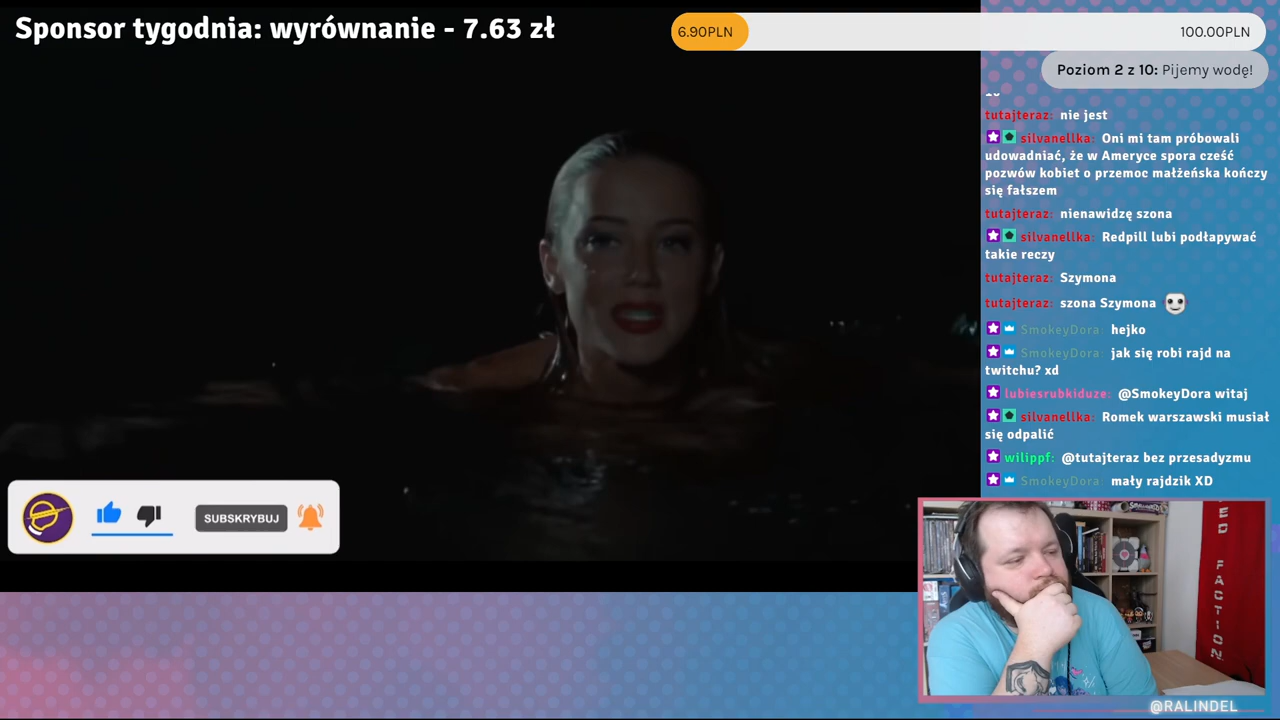 Sponsor tygodnia: wyrównanie - 7.63 zł
6.90PLN
100.00PLN
Poziom 2 z 10: Pijemy wodę!
tutajteraz: nie jest
silvanellka: Oni mi tam próbowali
udowadniać, że w Ameryce spora cześć
pozwów kobiet o przemoc małżeńska kończy
się fałszem
tutajteraz: nienawidzę szona
silvanellka: Redpill lubi podłapywać
takie reczy
tutajteraz: Szymona
tutajteraz: szona Szymona
SmokeyDora: hejko
SmokeyDora: jak się robi rajd na
twitchu? xd
lubiesrubkiduze: @SmokeyDora witaj
silvanellka: Romek warszawski musiał
się odpalić
wilippf: @tutajteraz bez przesadyzmu
SmokeyDora: mały rajdzik XD
SUBSKRYBUJ
FACTION
@RALINDEL